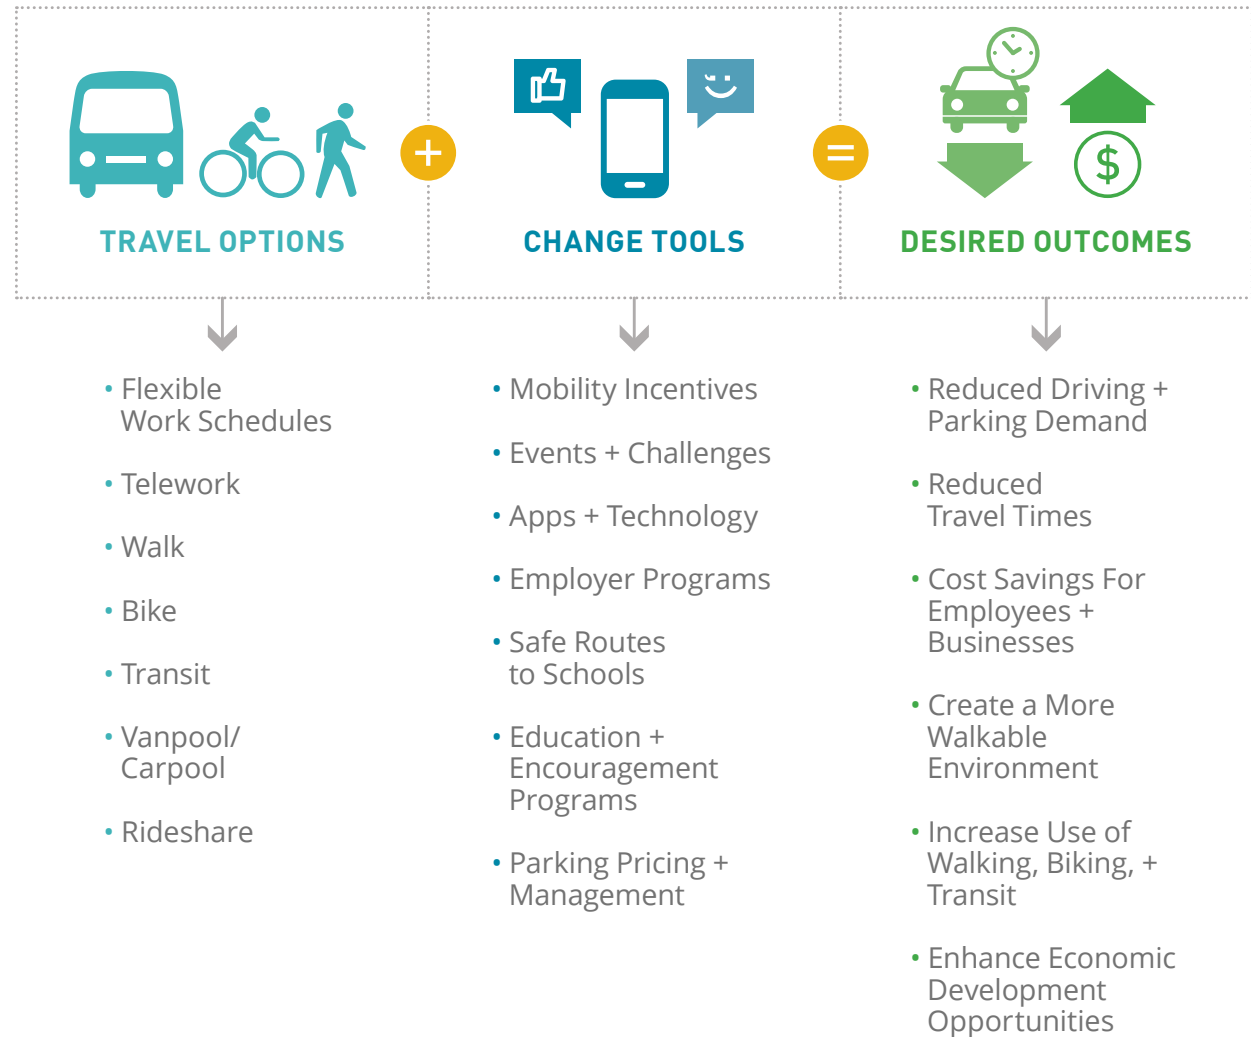 +
=
$
TRAVEL OPTIONS
CHANGE TOOLS
DESIRED OUTCOMES
• Flexible
Work Schedules
• Telework
• Walk
• Bike
• Transit
• Vanpool/
Carpool
• Rideshare
• Mobility Incentives
• Events + Challenges
• Apps + Technology
• Employer Programs
• Safe Routes
to Schools
• Education +
Encouragement
Programs
• Parking Pricing +
Management
• Reduced Driving +
Parking Demand
• Reduced
Travel Times
• Cost Savings For
Employees +
Businesses
• Create a More
Walkable
Environment
• Increase Use of
Walking, Biking, +
Transit
• Enhance Economic
Development
Opportunities